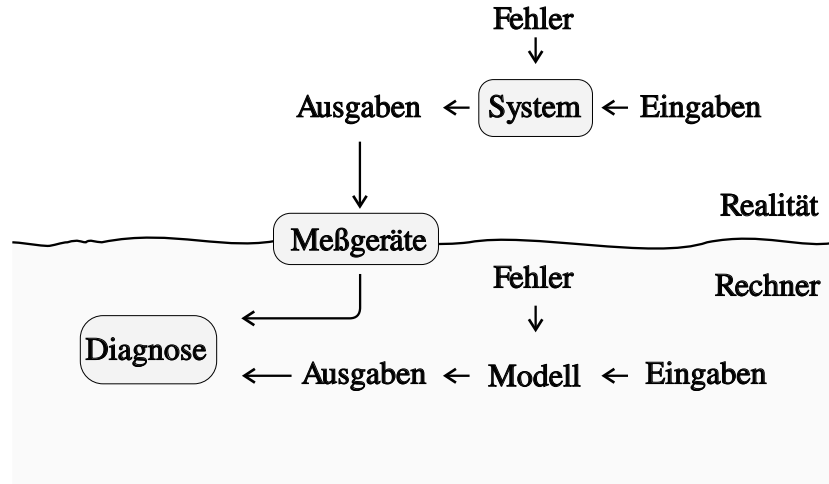 Fehler
Ausgaben System Eingaben
Realität
Meßgeräte
Fehler
Rechner
Diagnose
Ausgaben Modell Eingaben